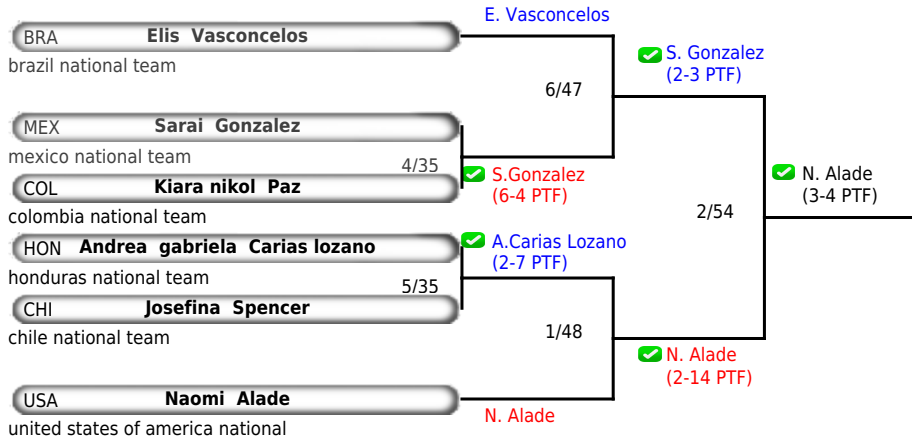 E. Vasconcelos
BRA Elis Vasconcelos
brazil national team
S. Gonzalez
(2-3 PTF)
6/47
MEX Sarai Gonzalez
mexico national team
4/35
S.Gonzalez
(6-4 PTF)
COL Kiara nikol Paz
colombia national team
N. Alade
(3-4 PTF)
2/54
HON Andrea gabriela Carias lozano
honduras national team
A.Carias Lozano
(2-7 PTF)
5/35
CHI Josefina Spencer
chile national team
1/48
N. Alade
(2-14 PTF)
USA Naomi Alade
united states of america national
N. Alade